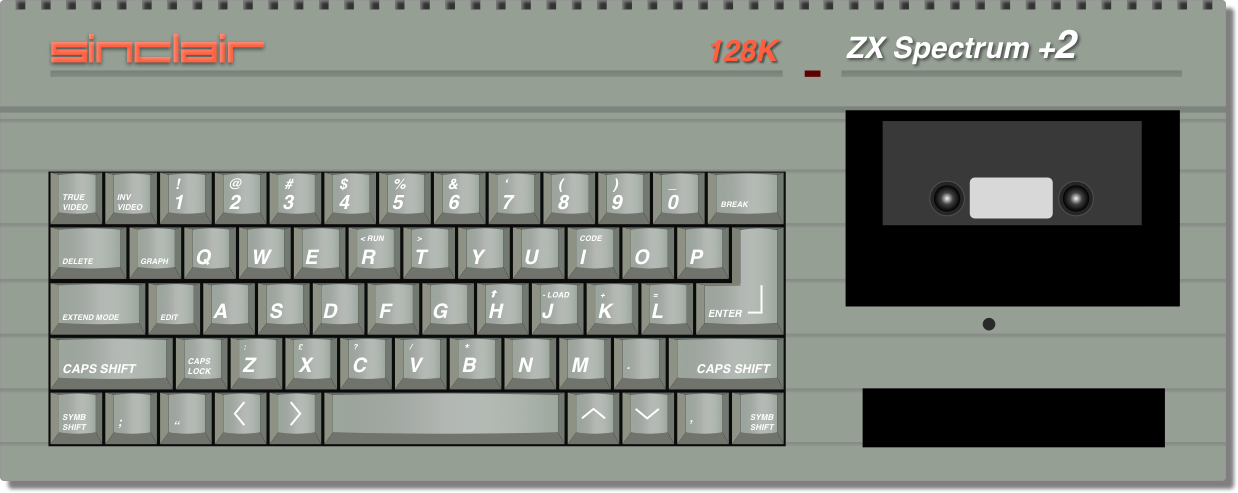 sinclair
128K
ZX Spectrum +2
TRUE VIDEO INV VIDEO ! 1 @ 2 # 3 $ 4 % 5 & 6 ‘ 7 ( 8 ) 9 _ 0 BREAK
DELETE GRAPH Q W E < RUN R > T Y U CODE I O P
EXTEND MODE EDIT A S D F G ↑ H - LOAD J + K = L ENTER
CAPS SHIFT CAPS LOCK : Z £ X ? C / V * B N M . CAPS SHIFT
SYMB SHIFT ; “ < > ^ , SYMB SHIFT